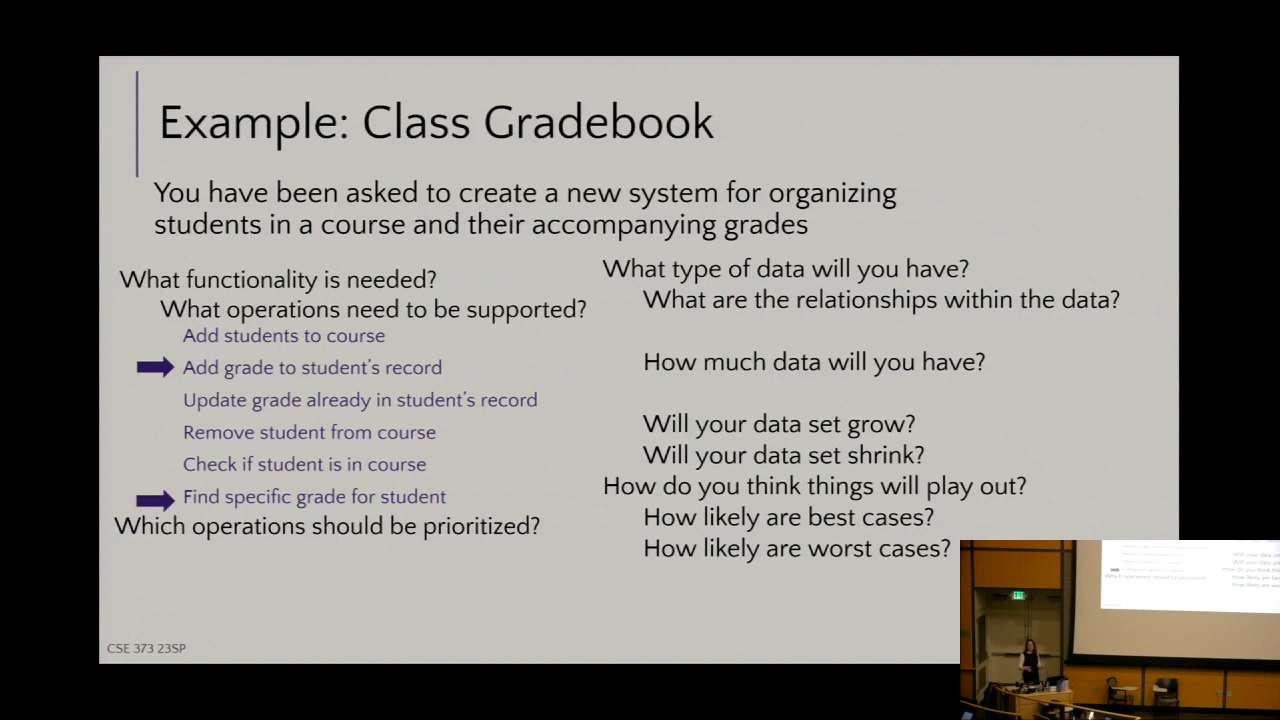 Example: Class Gradebook
You have been asked to create a new system for organizing
students in a course and their accompanying grades
What functionality is needed?
What operations need to be supported?
Add students to course
Add grade to student's record
Update grade already in student's record
Remove student from course
Check if student is in course
Find specific grade for student
Which operations should be prioritized?
What type of data will you have?
What are the relationships within the data?
How much data will you have?
Will your data set grow?
Will your data set shrink?
How do you think things will play out?
How likely are best cases?
How likely are worst cases?
CSE 373 23SP